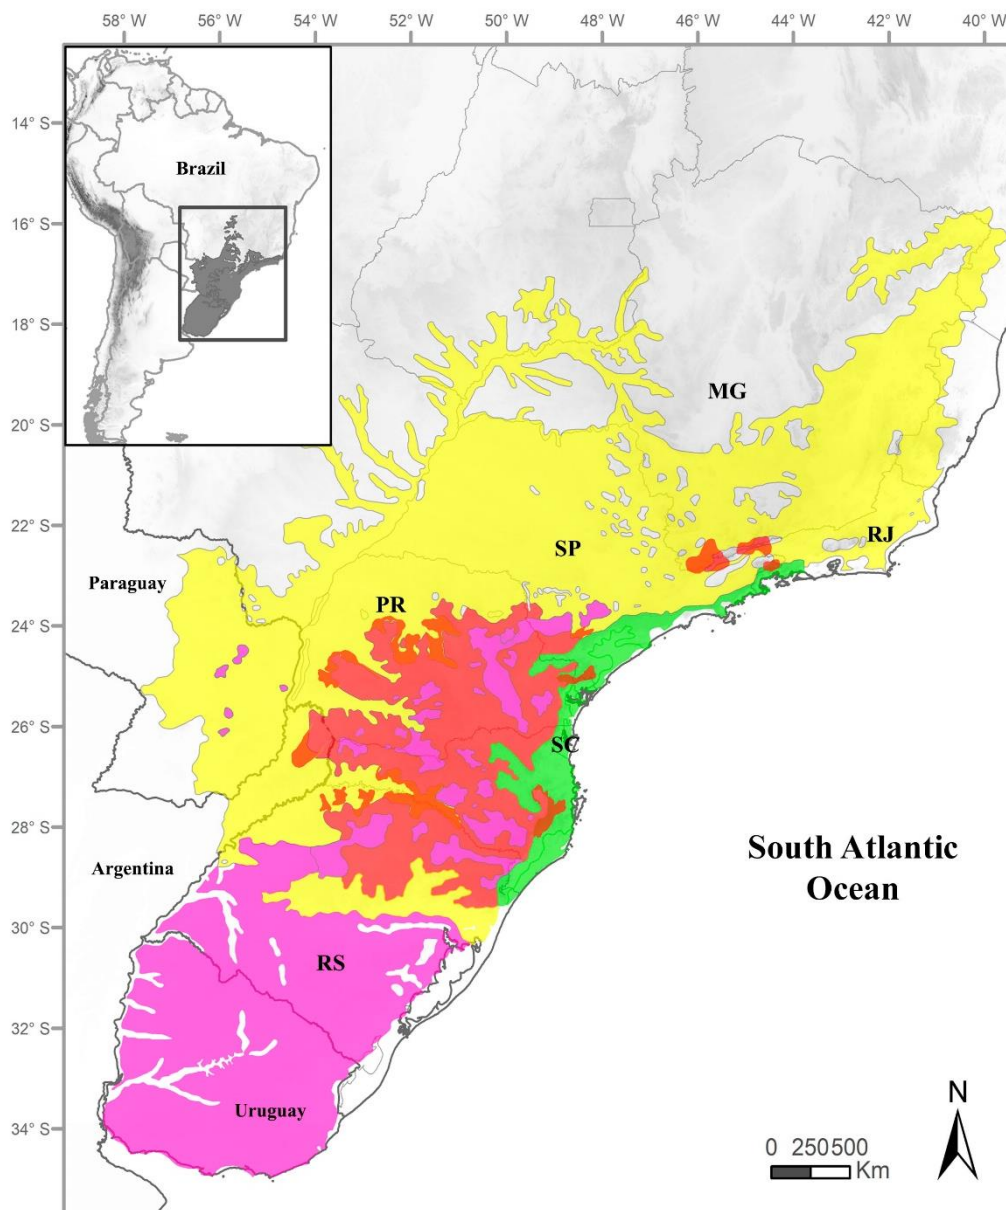 58° W 56° W 54° W 52° W 50° W 48° W 46° W 44° W 42° W 40° W
14° S
Brazil
16° S
18° S
MG
20° S
22° S
RJ
SP
Paraguay
PR
24° S
26° S
SC
28° S
South Atlantic
Ocean
Argentina
30° S
RS
32° S
N
Uruguay
34° S
0 250500
Km